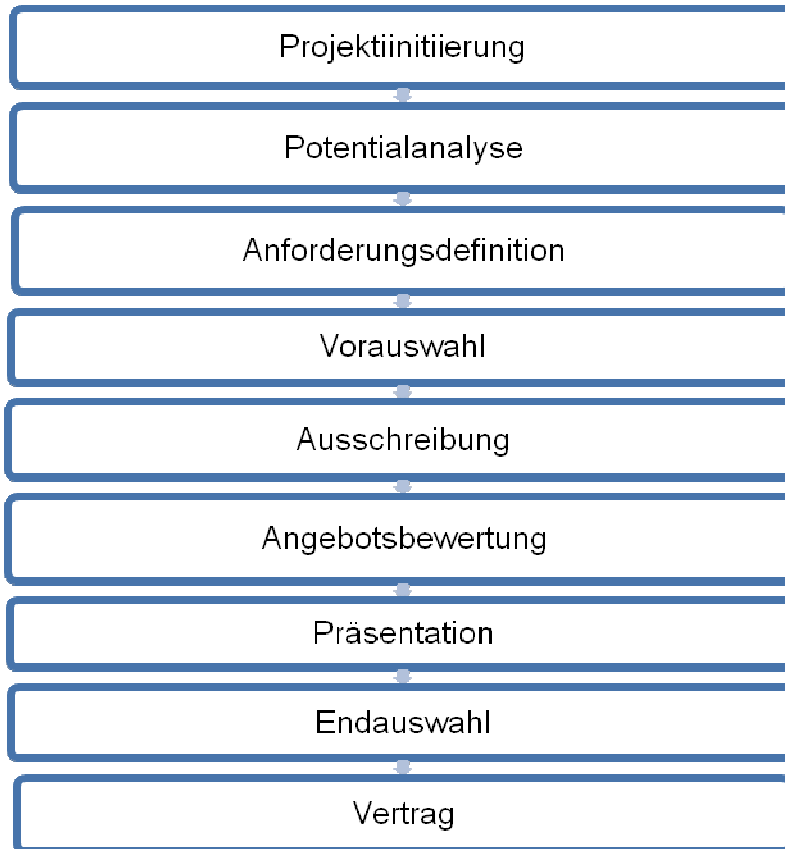 Projektiinitiierung
Potentialanalyse
Anforderungsdefinition
Vorauswahl
Ausschreibung
Angebotsbewertung
Präsentation
Endauswahl
Vertrag